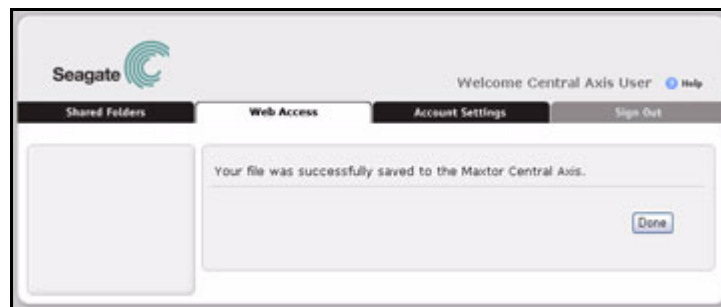 Seagate
Welcome Central Axis User ? Help
Shared Folders Web Access Account Settings Sign Out
Your file was successfully saved to the Maxtor Central Axis.
Done